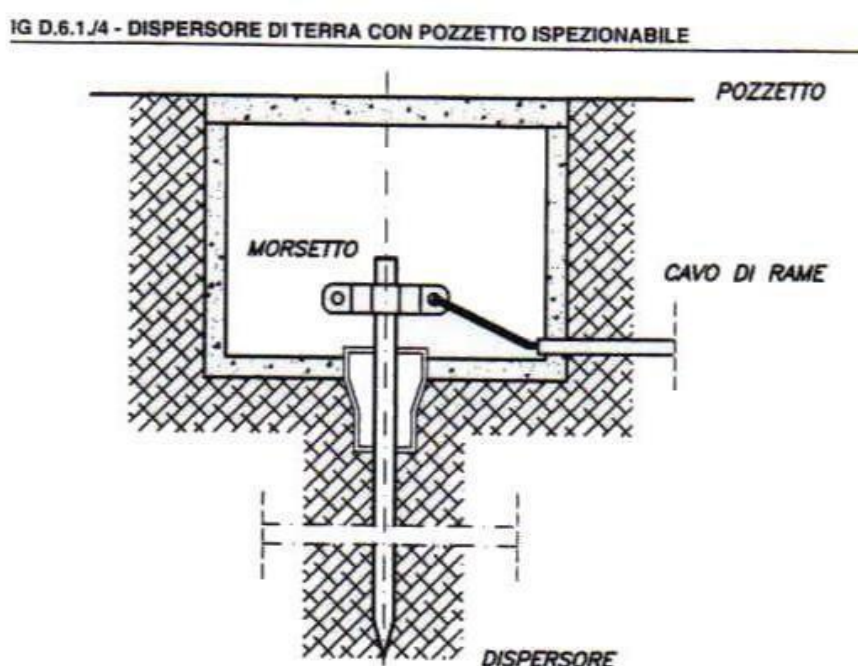 IG D.6.1./4 - DISPERSORE DI TERRA CON POZZETTO ISPEZIONABILE
POZZETTO
MORSETTO
CAVO DI RAME
DISPERSORE